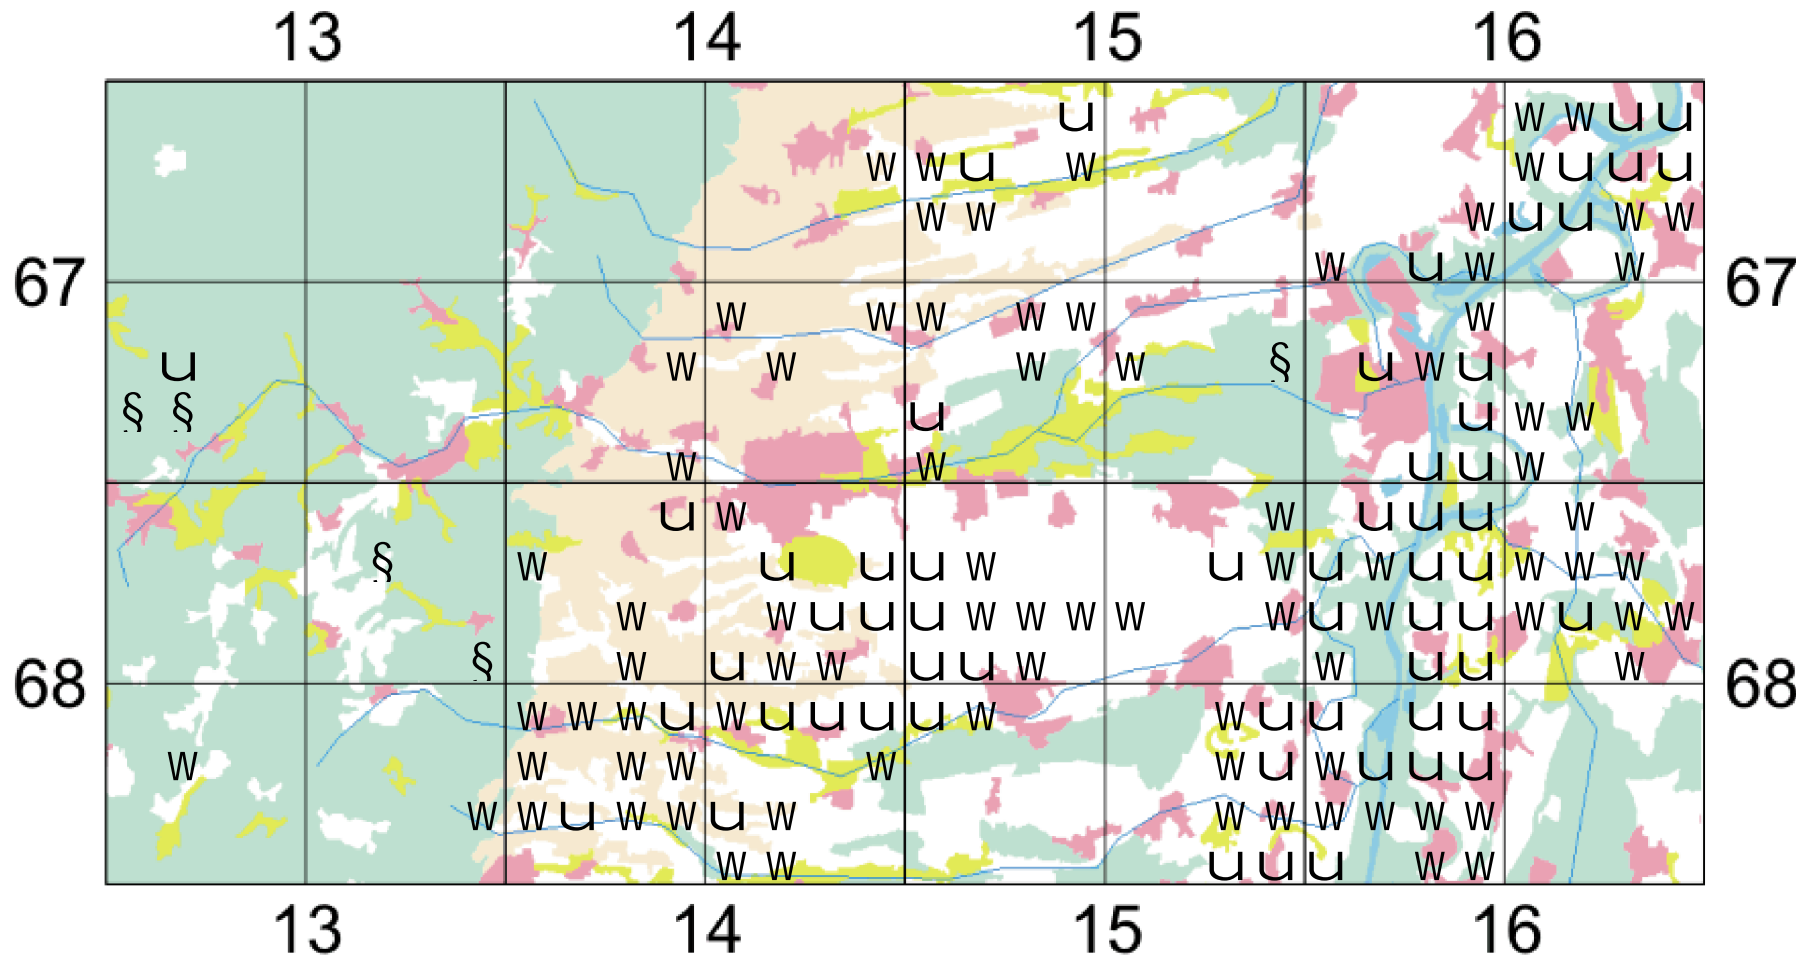 13 14 15 16
u w w u u
w w u w w u u u
w w w u u w w
67 w u w w 67
w w w w w w
u w w w w § u w u
§ § u u w w
w w u u w
u w w u u u w
§ w u u u w u w u w u u w w w
w w u u u w w w w w u w u u w u w w
§ w u w w u u w w u u w
68 68
w w w u w u u u u w w u u u u
w w w w w w u w u u u
w w u w w u w w w w w w w
w w u u u w w
13 14 15 16